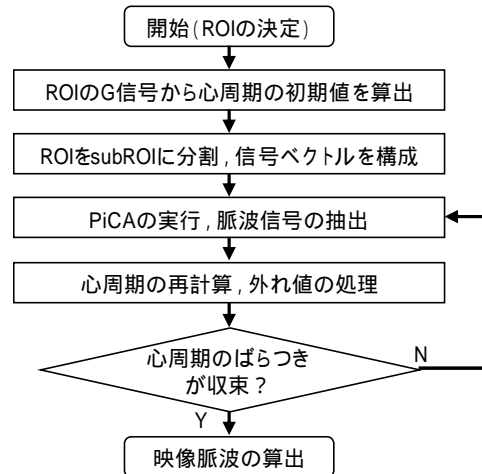 開始(ROIの決定)
ROIのG信号から心周期の初期値を算出
ROIをsubROIに分割,信号ベクトルを構成
PiCAの実行,脈波信号の抽出
心周期の再計算,外れ値の処理
心周期のばらつき
が収束?
N
Y
映像脈波の算出